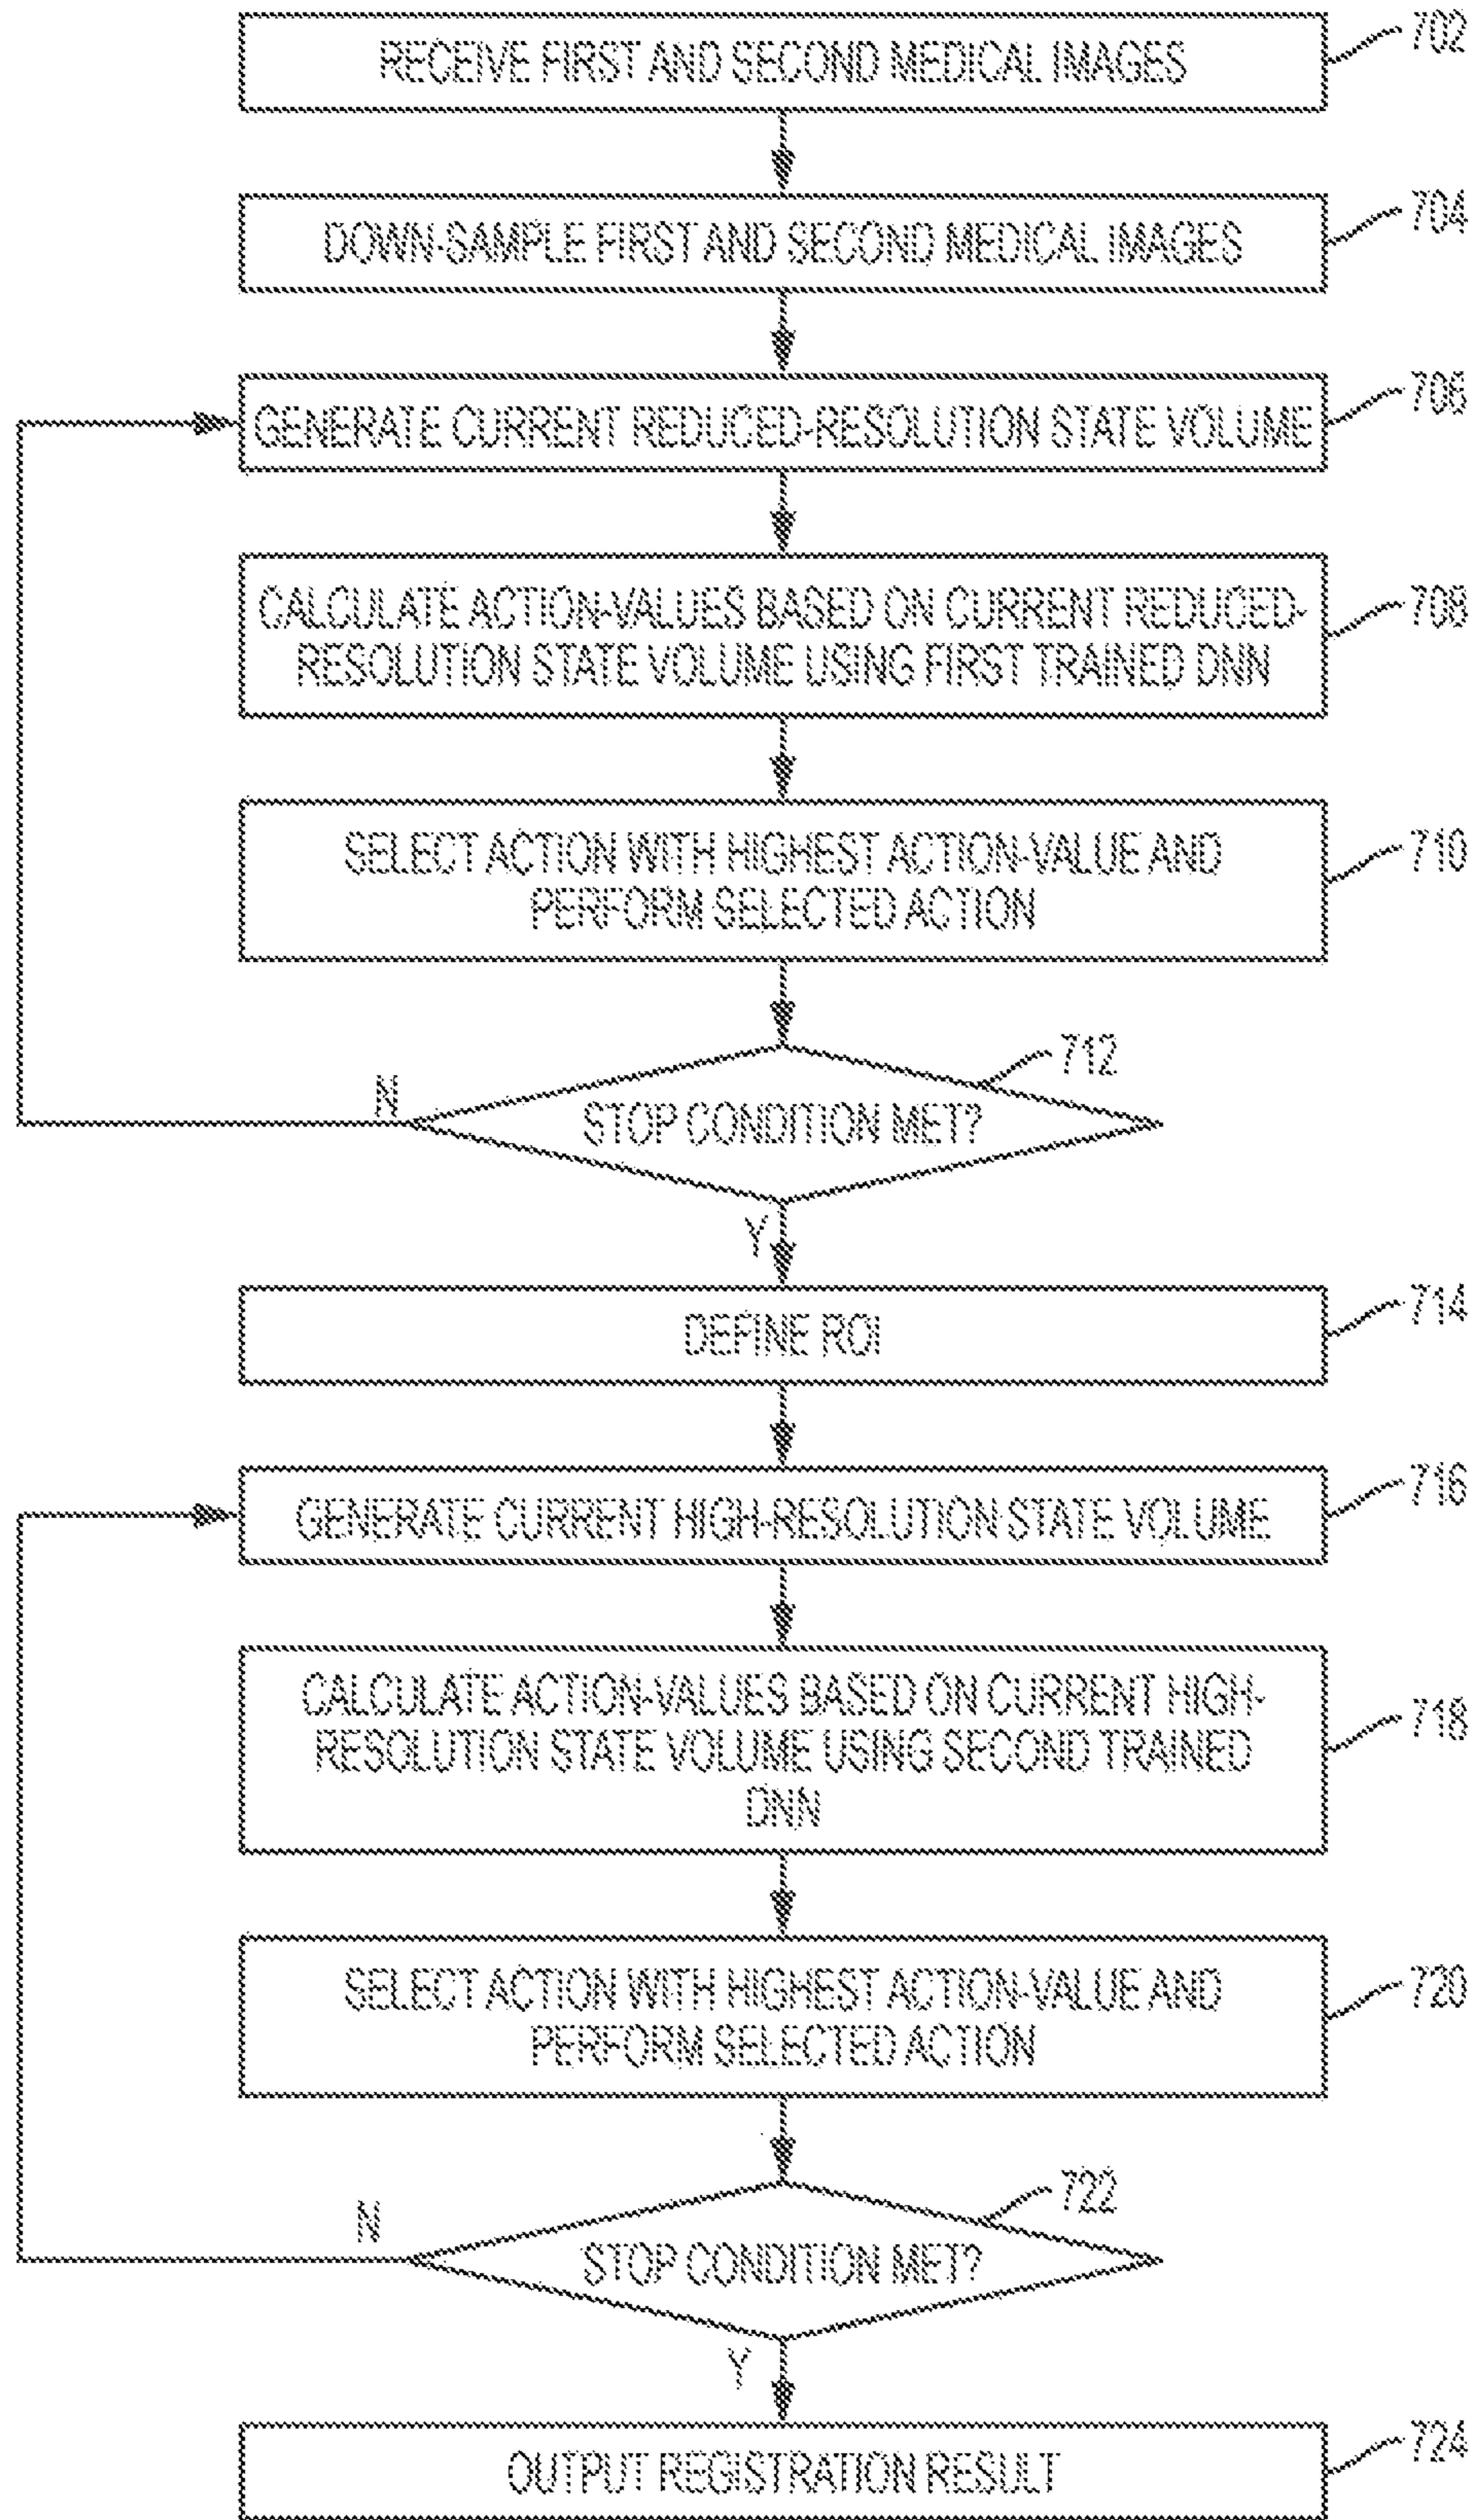 RECEIVE FIRST AND SECOND MEDICAL IMAGES
702
DOWN-SAMPLE FIRST AND SECOND MEDICAL IMAGES
704
GENERATE CURRENT REDUCED-RESOLUTION STATE VOLUME
706
CALCULATE ACTION-VALUES BASED ON CURRENT REDUCED-
RESOLUTION STATE VOLUME USING FIRST TRAINED DNN
708
SELECT ACTION WITH HIGHEST ACTION-VALUE AND
PERFORM SELECTED ACTION
710
712
N
STOP CONDITION MET?
Y
DEFINE ROI
714
GENERATE CURRENT HIGH-RESOLUTION STATE VOLUME
716
CALCULATE ACTION-VALUES BASED ON CURRENT HIGH-
RESOLUTION STATE VOLUME USING SECOND TRAINED
DNN
718
SELECT ACTION WITH HIGHEST ACTION-VALUE AND
PERFORM SELECTED ACTION
720
722
N
STOP CONDITION MET?
Y
OUTPUT REGISTRATION RESULT
724